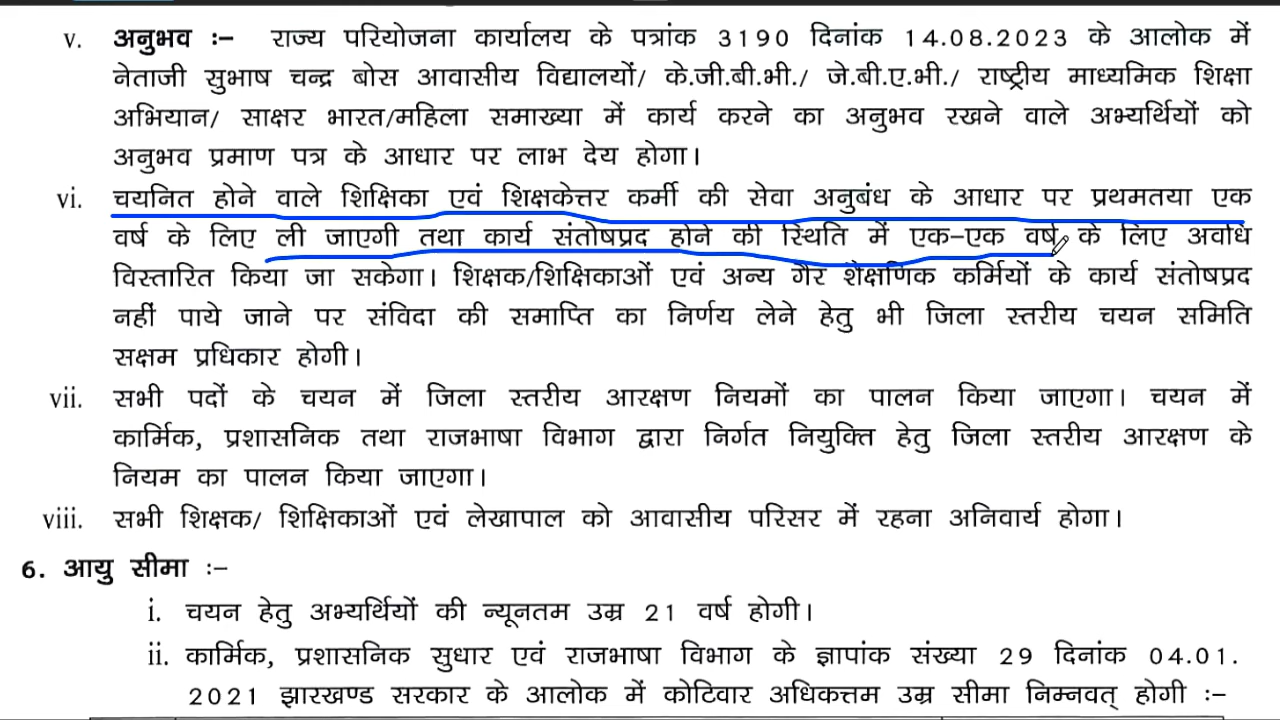 v. अनुभव :– राज्य परियोजना कार्यालय के पत्रांक 3190 दिनांक 14.08.2023 के आलोक में
नेताजी सुभाष चन्द्र बोस आवासीय विद्यालयों/ के.जी.बी.भी./ जे.बी.ए.भी./ राष्ट्रीय माध्यमिक शिक्षा
अभियान/ साक्षर भारत/महिला समाख्या में कार्य करने का अनुभव रखने वाले अभ्यर्थियों को
अनुभव प्रमाण पत्र के आधार पर लाभ देय होगा।
vi. चयनित होने वाले शिक्षिका एवं शिक्षकेत्तर कर्मी की सेवा अनुबंध के आधार पर प्रथमतया एक
वर्ष के लिए ली जाएगी तथा कार्य संतोषप्रद होने की स्थिति में एक–एक वर्ष के लिए अवधि
विस्तारित किया जा सकेगा। शिक्षक/शिक्षिकाओं एवं अन्य गैर शैक्षणिक कर्मियों के कार्य संतोषप्रद
नहीं पाये जाने पर संविदा की समाप्ति का निर्णय लेने हेतु भी जिला स्तरीय चयन समिति
सक्षम प्रधिकार होगी।
vii. सभी पदों के चयन में जिला स्तरीय आरक्षण नियमों का पालन किया जाएगा। चयन में
कार्मिक, प्रशासनिक तथा राजभाषा विभाग द्वारा निर्गत नियुक्ति हेतु जिला स्तरीय आरक्षण के
नियम का पालन किया जाएगा।
viii. सभी शिक्षक/ शिक्षिकाओं एवं लेखापाल को आवासीय परिसर में रहना अनिवार्य होगा।
6. आयु सीमा :–
i. चयन हेतु अभ्यर्थियों की न्यूनतम उम्र 21 वर्ष होगी।
ii. कार्मिक, प्रशासनिक सुधार एवं राजभाषा विभाग के ज्ञापांक संख्या 29 दिनांक 04.01.
2021 झारखण्ड सरकार के आलोक में कोटिवार अधिकत्तम उम्र सीमा निम्नवत् होगी :–